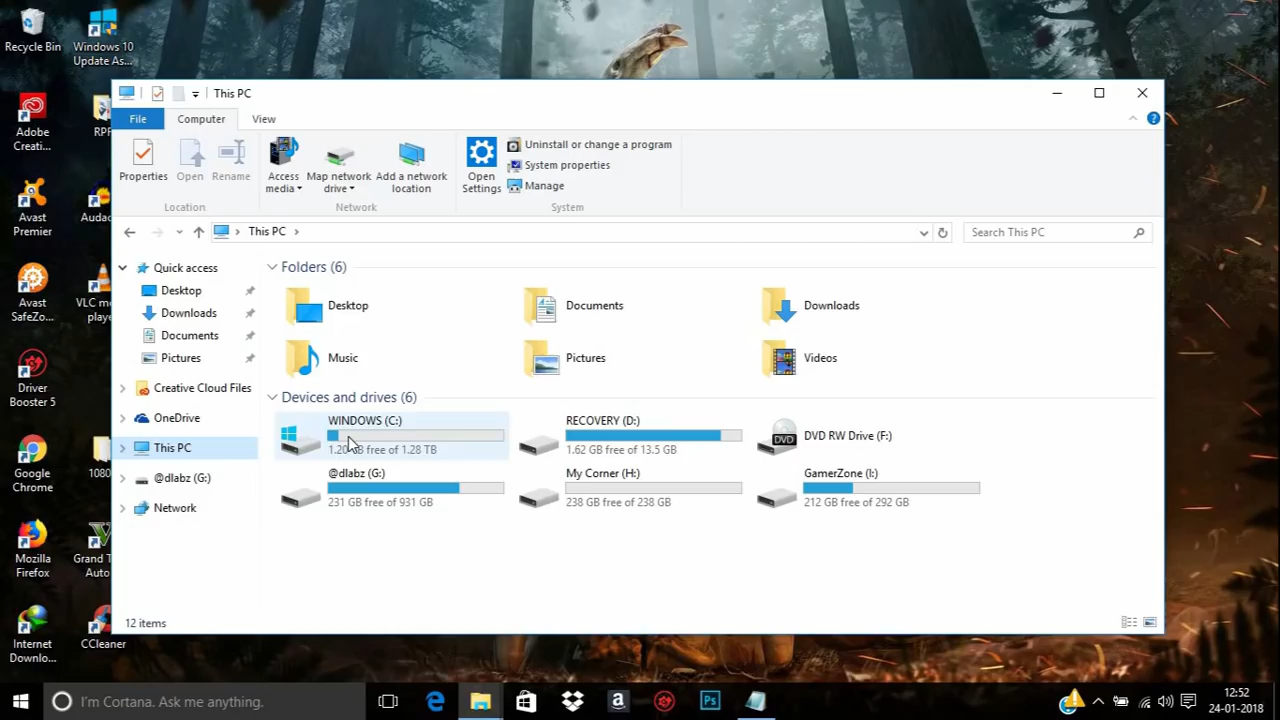 Recycle Bin
Windows 10
Update As...
Adobe
Creati...
RPF
Avast
Premier
Audac
Avast
SafeZo...
VLC me
playe
Driver
Booster 5
Google
Chrome
1080
Mozilla
Firefox
Grand T
Auto
Internet
Downlo...
CCleaner
This PC
File
Computer
View
Properties
Open
Rename
Access
media
Map network
drive
Add a network
location
Open
Settings
Uninstall or change a program
System properties
Manage
Location
Network
System
This PC
Search This PC
Quick access
Desktop
Downloads
Documents
Pictures
Creative Cloud Files
OneDrive
This PC
@dlabz (G:)
Network
Folders (6)
Desktop
Documents
Downloads
Music
Pictures
Videos
Devices and drives (6)
WINDOWS (C:)
free of 1.28 TB
RECOVERY (D:)
1.62 GB free of 13.5 GB
DVD
DVD RW Drive (F:)
@dlabz (G:)
231 GB free of 931 GB
My Corner (H:)
238 GB free of 238 GB
GamerZone (I:)
212 GB free of 292 GB
12 items
I'm Cortana. Ask me anything.
a
Ps
12:52
24-01-2018